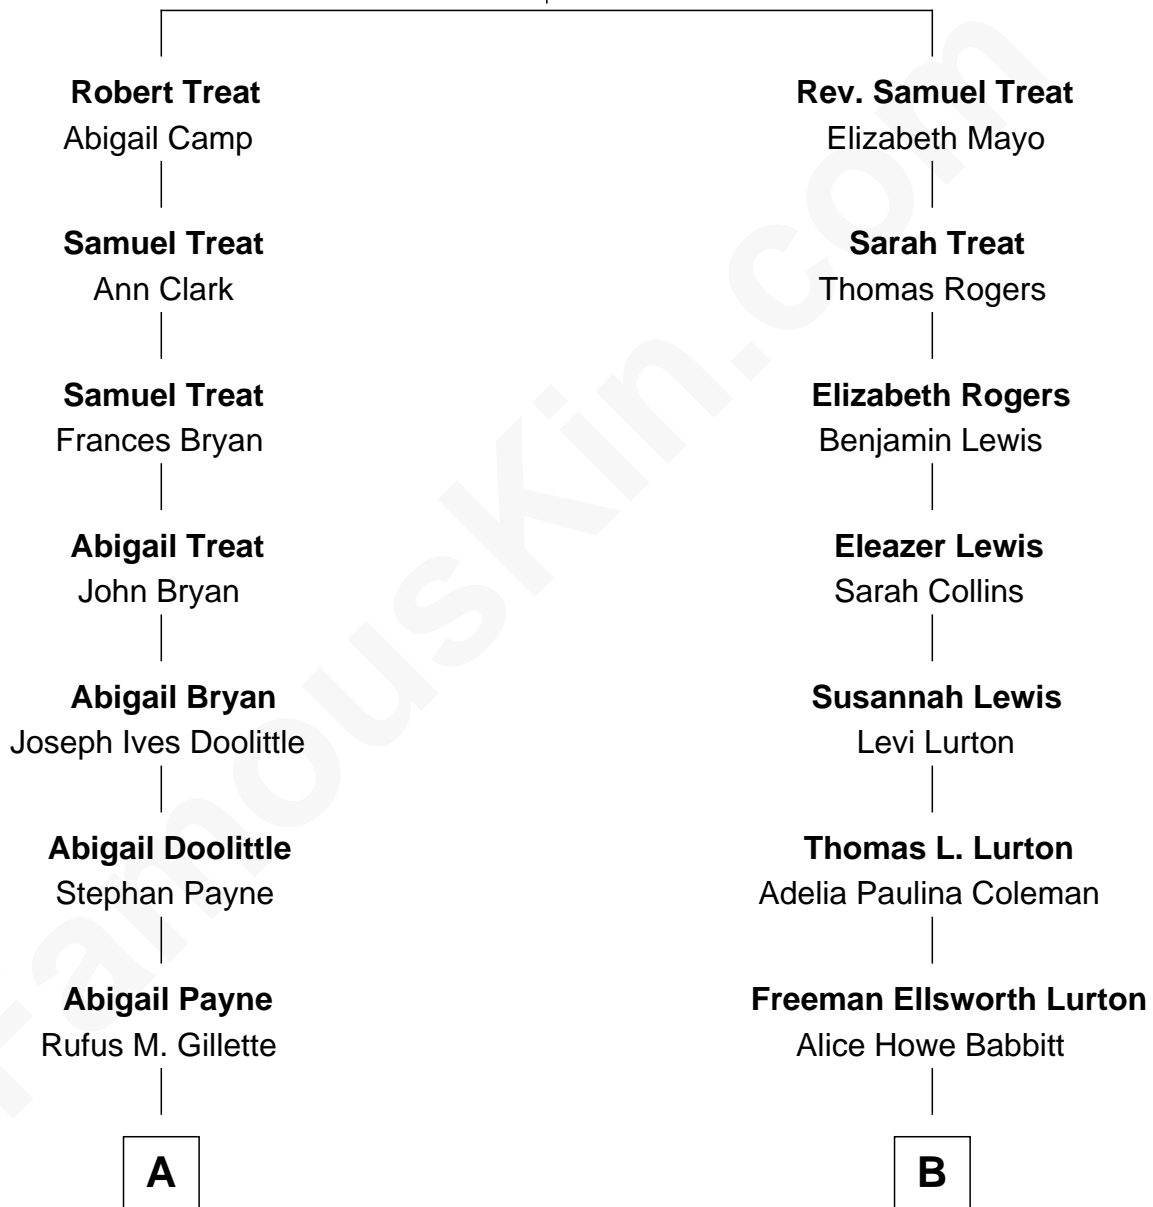 Robert Treat
Abigail Camp
Samuel Treat
Ann Clark
Samuel Treat
Frances Bryan
Abigail Treat
John Bryan
Abigail Bryan
Joseph Ives Doolittle
Abigail Doolittle
Stephan Payne
Abigail Payne
Rufus M. Gillette
A
Rev. Samuel Treat
Elizabeth Mayo
Sarah Treat
Thomas Rogers
Elizabeth Rogers
Benjamin Lewis
Eleazer Lewis
Sarah Collins
Susannah Lewis
Levi Lurton
Thomas L. Lurton
Adelia Paulina Coleman
Freeman Ellsworth Lurton
Alice Howe Babbitt
B
FamousKin.com